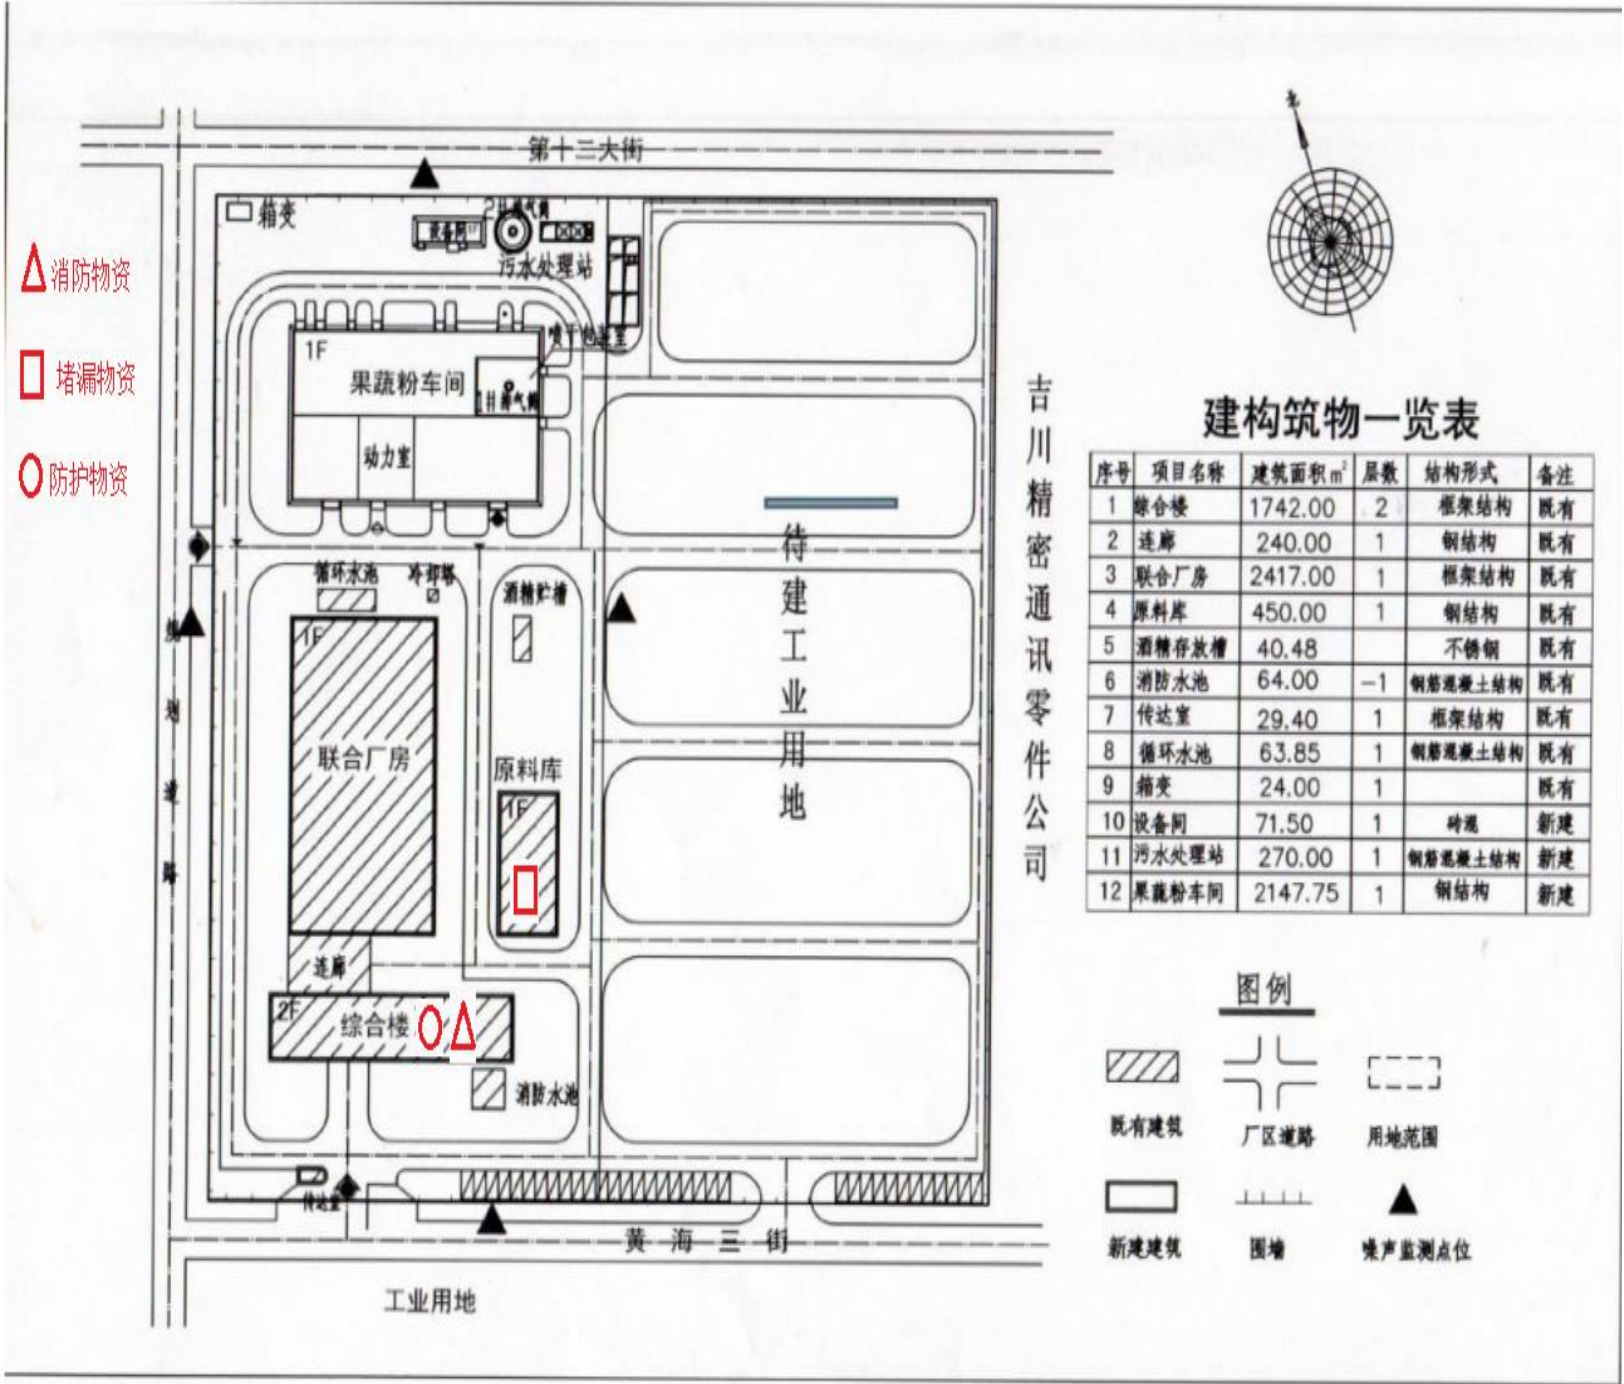 北
第十三大街
箱变
设备间
2#排气筒
污水处理站
消防物资
堵漏物资
防护物资
1F
喷干包装室
果蔬粉车间
1#排气筒
动力室
循环水池
冷却塔
酒精贮槽
1F
联合厂房
原料库
1F
连廊
2F
综合楼
消防水池
传达室
规划道路
待建工业用地
吉川精密通讯零件公司
黄海三街
工业用地
建构筑物一览表
序号 项目名称 建筑面积㎡ 层数 结构形式 备注
1 综合楼 1742.00 2 框架结构 既有
2 连廊 240.00 1 钢结构 既有
3 联合厂房 2417.00 1 框架结构 既有
4 原料库 450.00 1 钢结构 既有
5 酒精存放槽 40.48 不锈钢 既有
6 消防水池 64.00 -1 钢筋混凝土结构 既有
7 传达室 29.40 1 框架结构 既有
8 循环水池 63.85 1 钢筋混凝土结构 既有
9 箱变 24.00 1 既有
10 设备间 71.50 1 砖混 新建
11 污水处理站 270.00 1 钢筋混凝土结构 新建
12 果蔬粉车间 2147.75 1 钢结构 新建
图例
既有建筑
厂区道路
用地范围
新建建筑
围墙
噪声监测点位